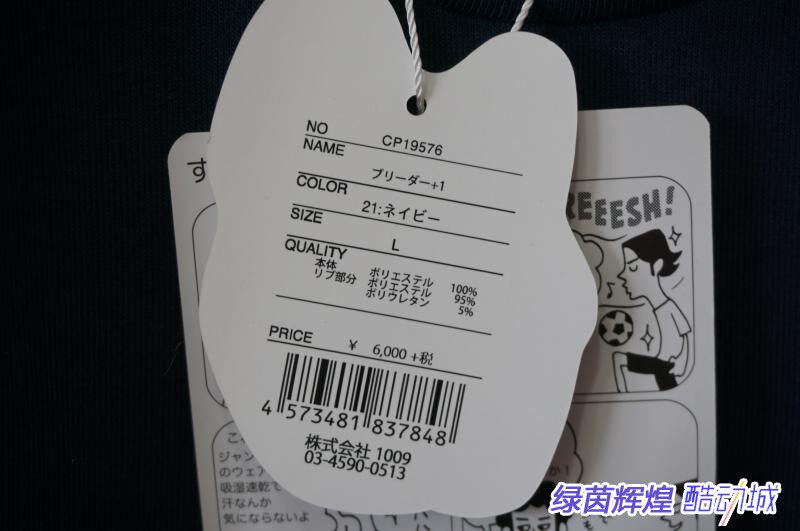 NO CP19576
NAME
ブリーダー+1
COLOR
21:ネイビー
SIZE
L
QUALITY
本体 ポリエステル 100%
リブ部分 ポリエステル 95%
ポリウレタン 5%
PRICE
¥ 6,000 +税
4 573481 837848
株式会社 1009
03-4590-0513
す
REEESH!
ジャン
のウェア
吸湿速乾で
汗なんか
気にならないよ
か!
绿茵辉煌 酷动城